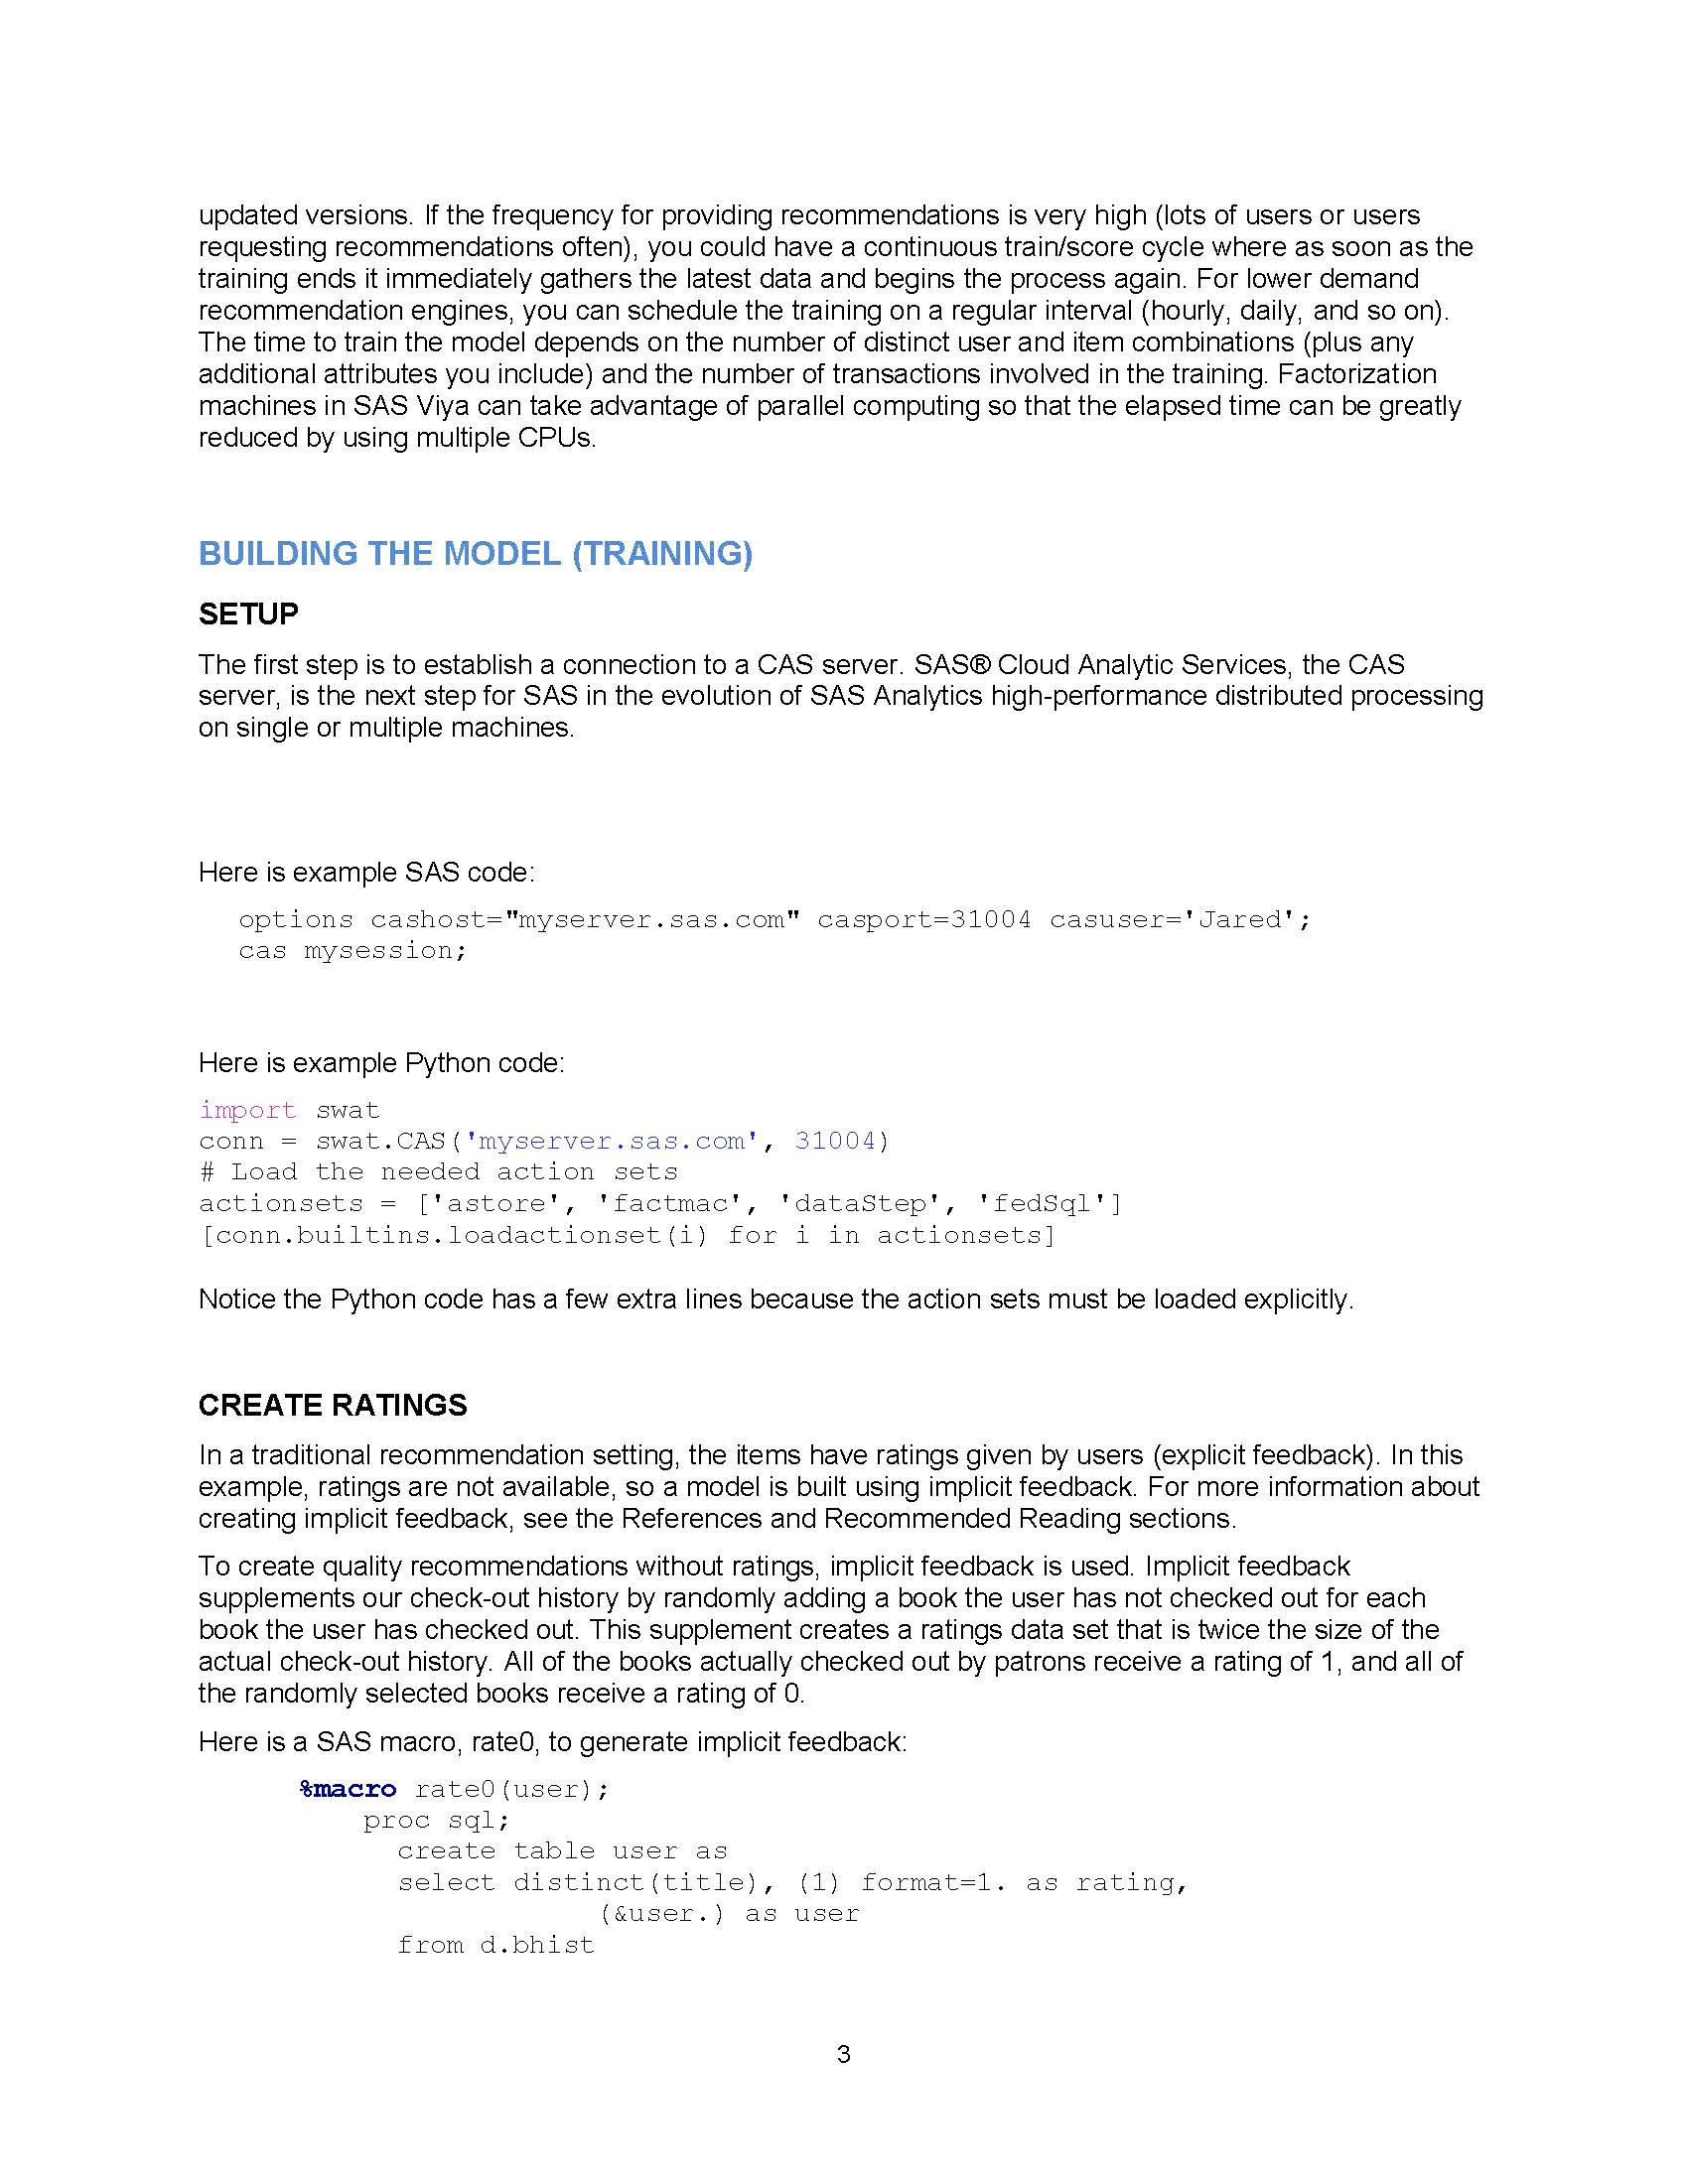 updated versions. If the frequency for providing recommendations is very high (lots of users or users
requesting recommendations often), you could have a continuous train/score cycle where as soon as the
training ends it immediately gathers the latest data and begins the process again. For lower demand
recommendation engines, you can schedule the training on a regular interval (hourly, daily, and so on).
The time to train the model depends on the number of distinct user and item combinations (plus any
additional attributes you include) and the number of transactions involved in the training. Factorization
machines in SAS Viya can take advantage of parallel computing so that the elapsed time can be greatly
reduced by using multiple CPUs.
BUILDING THE MODEL (TRAINING)
SETUP
The first step is to establish a connection to a CAS server. SAS® Cloud Analytic Services, the CAS
server, is the next step for SAS in the evolution of SAS Analytics high-performance distributed processing
on single or multiple machines.
Here is example SAS code:
options cashost="myserver.sas.com" casport=31004 casuser='Jared';
cas mysession;
Here is example Python code:
import swat
conn = swat.CAS('myserver.sas.com', 31004)
# Load the needed action sets
actionsets = ['astore', 'factmac', 'dataStep', 'fedSql']
[conn.builtins.loadactionset(i) for i in actionsets]
Notice the Python code has a few extra lines because the action sets must be loaded explicitly.
CREATE RATINGS
In a traditional recommendation setting, the items have ratings given by users (explicit feedback). In this
example, ratings are not available, so a model is built using implicit feedback. For more information about
creating implicit feedback, see the References and Recommended Reading sections.
To create quality recommendations without ratings, implicit feedback is used. Implicit feedback
supplements our check-out history by randomly adding a book the user has not checked out for each
book the user has checked out. This supplement creates a ratings data set that is twice the size of the
actual check-out history. All of the books actually checked out by patrons receive a rating of 1, and all of
the randomly selected books receive a rating of 0.
Here is a SAS macro, rate0, to generate implicit feedback:
%macro rate0(user);
proc sql;
create table user as
select distinct(title), (1) format=1. as rating,
(&user.) as user
from d.bhist
3